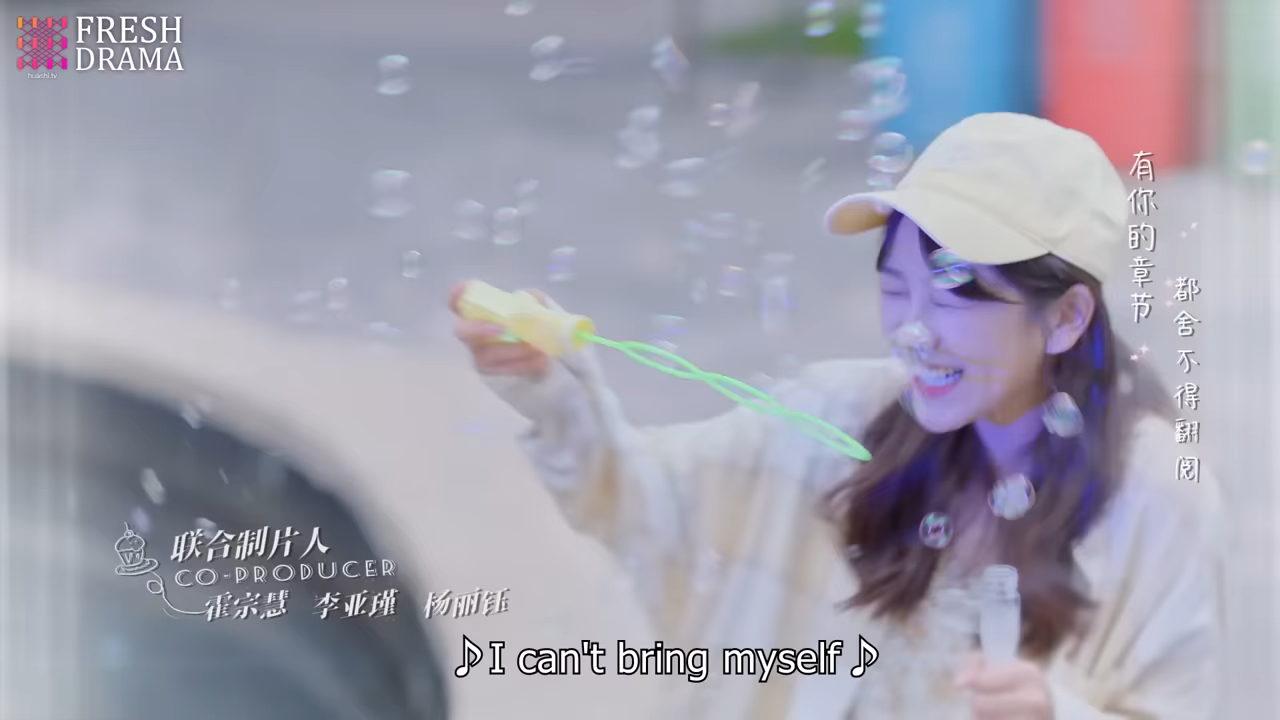 FRESH
DRAMA
huashi.tv
有你的章节
都舍不得翻阅
联合制片人
CO-PRODUCER
霍宗慧 李亚瑾 杨丽钰
♪I can't bring myself♪